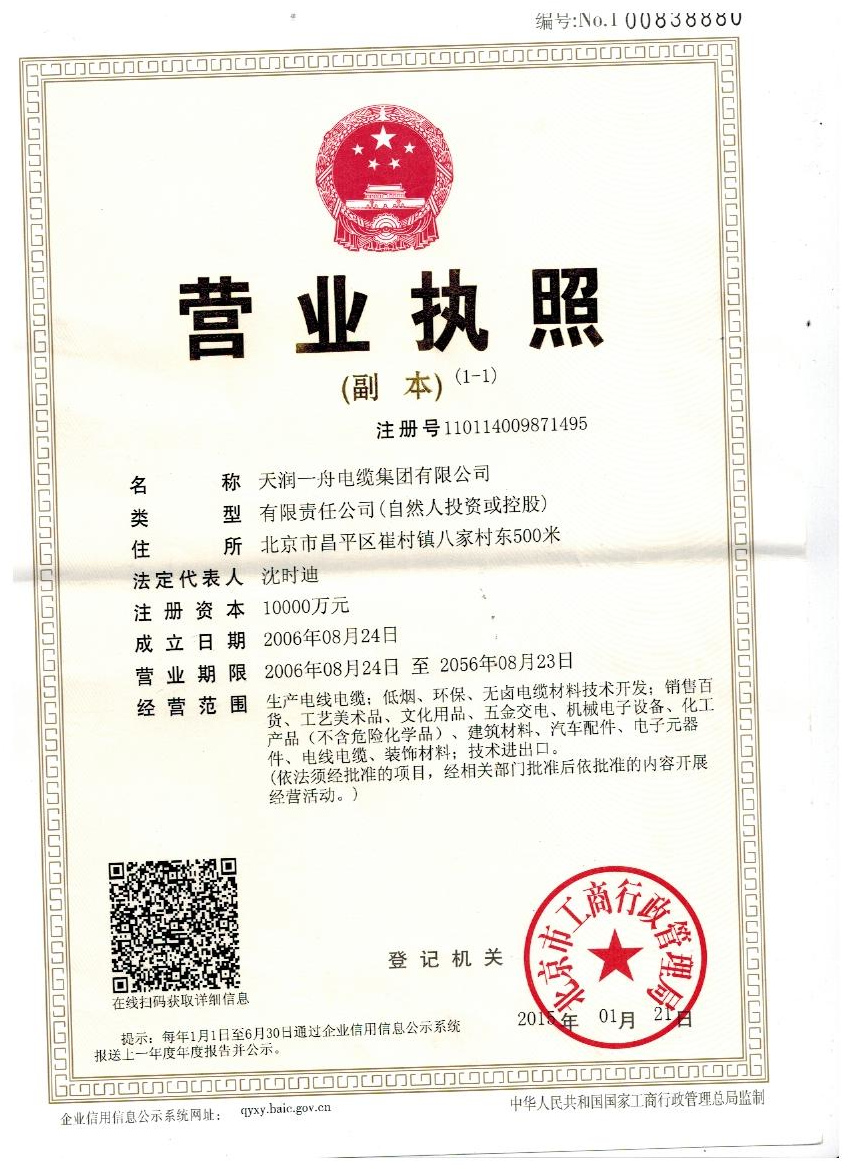 编号:No.1 00838880
营业执照
(副 本) (1-1)
注册号110114009871495
名 称 天润一舟电缆集团有限公司
类 型 有限责任公司(自然人投资或控股)
住 所 北京市昌平区崔村镇八家村东500米
法定代表人 沈时迪
注册资本 10000万元
成立日期 2006年08月24日
营业期限 2006年08月24日 至 2056年08月23日
经营范围 生产电线电缆；低烟、环保、无卤电缆材料技术开发；销售百
货、工艺美术品、文化用品、五金交电、机械电子设备、化工
产品（不含危险化学品）、建筑材料、汽车配件、电子元器
件、电线电缆、装饰材料；技术进出口。
(依法须经批准的项目，经相关部门批准后依批准的内容开展
经营活动。)
北京市工商行政管理局
登记机关
2015年 01月 21日
在线扫码获取详细信息
提示：每年1月1日至6月30日通过企业信用信息公示系统
报送上一年度年度报告并公示。
企业信用信息公示系统网址： qyxy.baic.gov.cn
中华人民共和国国家工商行政管理总局监制